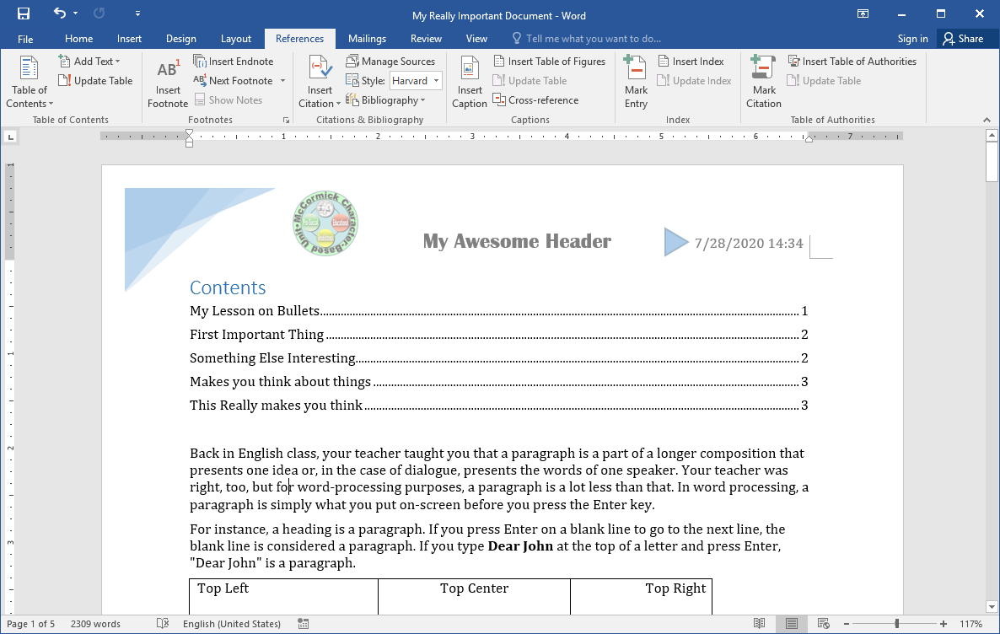 My Really Important Document - Word
File Home Insert Design Layout References Mailings Review View Tell me what you want to do... Sign in Share
Table of Contents
Add Text
Update Table
Table of Contents
AB1
Insert Footnote
Insert Endnote
Next Footnote
Show Notes
Footnotes
Insert Citation
Manage Sources
Style: Harvard
Bibliography
Citations & Bibliography
Insert Caption
Insert Table of Figures
Update Table
Cross-reference
Captions
Mark Entry
Insert Index
Update Index
Index
Mark Citation
Insert Table of Authorities
Update Table
Table of Authorities
1 2 3 4 5 6 7
McCormick Character-Based Unit
My Awesome Header
7/28/2020 14:34
Contents
My Lesson on Bullets 1
First Important Thing 2
Something Else Interesting 2
Makes you think about things 3
This Really makes you think 3
Back in English class, your teacher taught you that a paragraph is a part of a longer composition that
presents one idea or, in the case of dialogue, presents the words of one speaker. Your teacher was
right, too, but for word-processing purposes, a paragraph is a lot less than that. In word processing, a
paragraph is simply what you put on-screen before you press the Enter key.
For instance, a heading is a paragraph. If you press Enter on a blank line to go to the next line, the
blank line is considered a paragraph. If you type Dear John at the top of a letter and press Enter,
"Dear John" is a paragraph.
Top Left Top Center Top Right
Page 1 of 5 2309 words English (United States) 117%